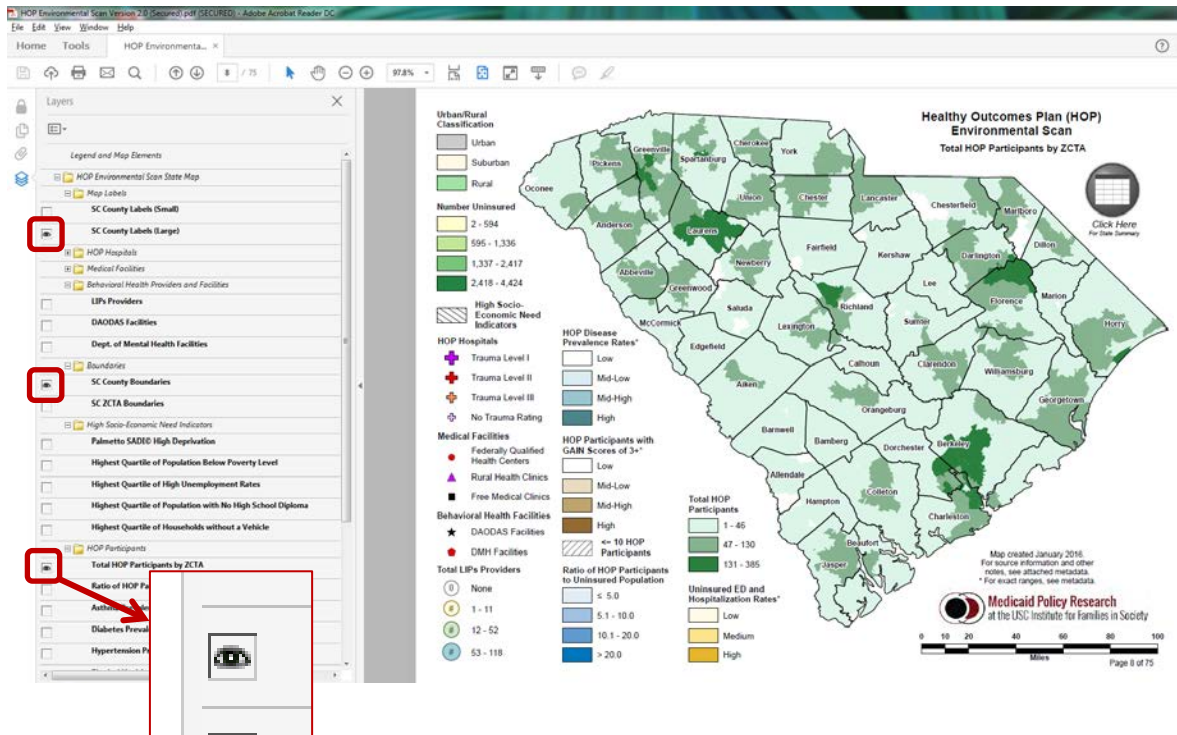 HOP Environmental Scan Version 2.0 (Secured).pdf (SECURED) - Adobe Acrobat Reader DC
File Edit View Window Help
Home Tools HOP Environmenta... ×
8 / 75 97.8%
Layers
Legend and Map Elements
HOP Environmental Scan State Map
Map Labels
SC County Labels (Small)
SC County Labels (Large)
HOP Hospitals
Medical Facilities
Behavioral Health Providers and Facilities
LIPs Providers
DAODAS Facilities
Dept. of Mental Health Facilities
Boundaries
SC County Boundaries
SC ZCTA Boundaries
High Socio-Economic Need Indicators
Palmetto SADI© High Deprivation
Highest Quartile of Population Below Poverty Level
Highest Quartile of High Unemployment Rates
Highest Quartile of Population with No High School Diploma
Highest Quartile of Households without a Vehicle
HOP Participants
Total HOP Participants by ZCTA
Ratio of HOP Pa
Diabetes Preval
Hypertension P
Urban/Rural
Classification
Urban
Suburban
Rural
Number Uninsured
2 - 594
595 - 1,336
1,337 - 2,417
2,418 - 4,424
High Socio-
Economic Need
Indicators
HOP Hospitals
Trauma Level I
Trauma Level II
Trauma Level III
No Trauma Rating
Medical Facilities
Federally Qualified
Health Centers
Rural Health Clinics
Free Medical Clinics
Behavioral Health Facilities
DAODAS Facilities
DMH Facilities
Total LIPs Providers
0 None
# 1 - 11
# 12 - 52
# 53 - 118
HOP Disease
Prevalence Rates*
Low
Mid-Low
Mid-High
High
HOP Participants with
GAIN Scores of 3+*
Low
Mid-Low
Mid-High
High
<= 10 HOP
Participants
Ratio of HOP Participants
to Uninsured Population
≤ 5.0
5.1 - 10.0
10.1 - 20.0
> 20.0
Total HOP
Participants
1 - 46
47 - 130
131 - 385
Uninsured ED and
Hospitalization Rates*
Low
Medium
High
Healthy Outcomes Plan (HOP)
Environmental Scan
Total HOP Participants by ZCTA
Click Here
For State Summary
Cherokee
York
Greenville
Spartanburg
Pickens
Oconee
Union
Chester
Lancaster
Chesterfield
Marlboro
Anderson
Laurens
Fairfield
Kershaw
Darlington
Dillon
Newberry
Abbeville
Greenwood
Lee
Florence
Marion
Saluda
Richland
McCormick
Lexington
Sumter
Horry
Edgefield
Calhoun
Clarendon
Williamsburg
Aiken
Orangeburg
Georgetown
Barnwell
Bamberg
Dorchester
Berkeley
Allendale
Colleton
Hampton
Charleston
Beaufort
Jasper
Map created January 2016.
For source information and other
notes, see attached metadata.
* For exact ranges, see metadata.
Medicaid Policy Research
at the USC Institute for Families in Society
0 10 20 40 60 80 100
Miles
Page 8 of 75